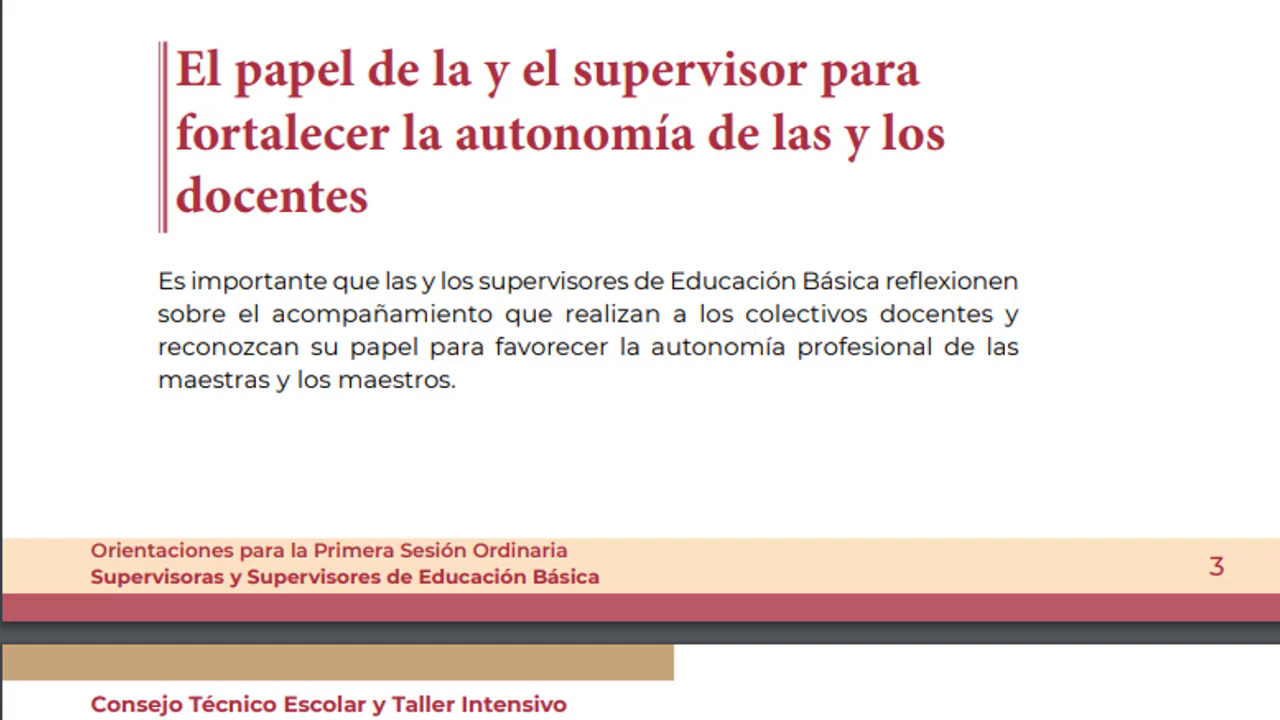 El papel de la y el supervisor para
fortalecer la autonomía de las y los
docentes
Es importante que las y los supervisores de Educación Básica reflexionen
sobre el acompañamiento que realizan a los colectivos docentes y
reconozcan su papel para favorecer la autonomía profesional de las
maestras y los maestros.
Orientaciones para la Primera Sesión Ordinaria
Supervisoras y Supervisores de Educación Básica
3
Consejo Técnico Escolar y Taller Intensivo